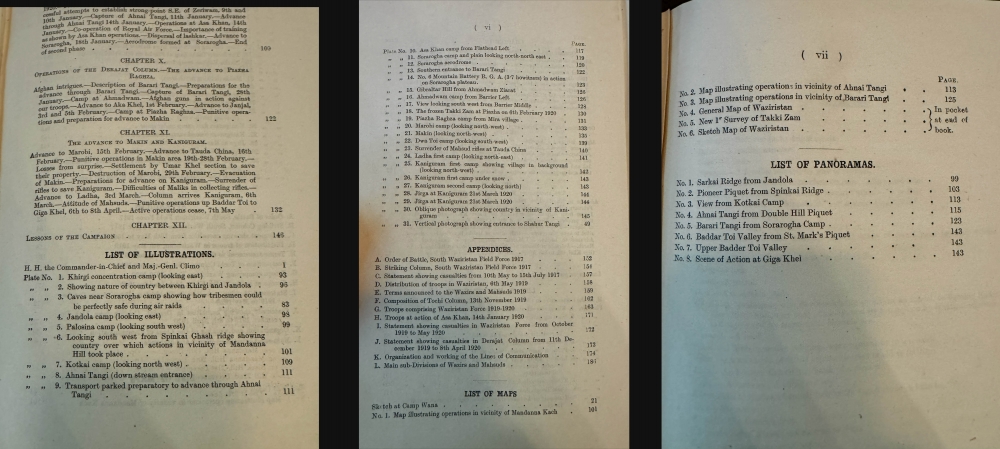 cessful attempts to establish strong-point S.E. of Zeriwam, 9th and
10th January.—Capture of Ahnai Tangi, 11th January.—Advance
through Ahnai Tangi 14th January.—Operations at Asa Khan, 14th
January.—Co-operation of Royal Air Force.—Importance of training
as shown by Asa Khan operations.—Dispersal of lashkar.—Advance to
Sorarogha, 18th January.—Aerodrome formed at Sorarogha.—End
of second phase . . 100
CHAPTER X.
OPERATIONS OF THE DERAJAT COLUMN.—THE ADVANCE TO PIAZHA
RAGHZA.
Afghan intrigues.—Description of Barari Tangi.—Preparations for the
advance through Barari Tangi.—Capture of Barari Tangi, 28th
January.—Camp at Ahmadwam.—Afghan guns in action against
our troops.—Advance to Aka Khel, 1st February.—Advance to Janjal,
3rd and 5th February.—Camp at Piazha Raghza.—Punitive opera-
tions and preparation for advance to Makin 122
CHAPTER XI.
THE ADVANCE TO MAKIN AND KANIGURAM.
Advance to Marobi, 15th February.—Advance to Tauda China, 16th
February.—Punitive operations in Makin area 19th-28th February.—
Losses from surprise.—Settlement by Umar Khel section to save
their property.—Destruction of Marobi, 29th February.—Evacuation
of Makin.—Preparations for advance on Kaniguram.—Surrender of
rifles to save Kaniguram.—Difficulties of Maliks in collecting rifles.—
Advance to Ladha, 3rd March.—Column arrives Kaniguram, 6th
March.—Attitude of Mahsuds.—Punitive operations up Baddar Toi to
Giga Khel, 6th to 8th April.—Active operations cease, 7th May . 132
CHAPTER XII.
LESSONS OF THE CAMPAIGN . . . . . 146
LIST OF ILLUSTRATIONS.
H. H. the Commander-in-Chief and Maj.-Genl. Climo . 1
Plate No. 1. Khirgi concentration camp (looking east) . 93
„ „ 2. Showing nature of country between Khirgi and Jandola . 96
„ „ 3. Caves near Sorarogha camp showing how tribesmen could
be perfectly safe during air raids . . 83
„ „ 4. Jandola camp (looking east) . . . 98
„ „ 5. Palosina camp (looking south west) . . 99
„ „ 6. Looking south west from Spinkai Ghash ridge showing
country over which actions in vicinity of Mandanna
Hill took place . . . . 101
„ „ 7. Kotkai camp (looking north west) . . . 109
„ „ 8. Ahnai Tangi (down stream entrance) . . 111
„ „ 9. Transport parked preparatory to advance through Ahnai
Tangi . . . . . 111
( vi )
PAGE.
Plate No. 10. Asa Khan camp from Flathead Left . 117
„ „ 11. Sorarogha camp and plain looking north-north east . 119
„ „ 12. Sorarogha aerodrome . . 120
„ „ 13. Southern entrance to Barari Tangi . . 122
„ „ 14. No. 6 Mountain Battery R. G. A. (3·7 howitzers) in action
on Sorarogha plateau. . . 123
„ „ 15. Gibraltar Hill from Ahmadwam Ziarat . 126
„ „ 16. Ahmadwam camp from Barrier Left . 126
„ „ 17. View looking south west from Barrier Middle . 128
„ „ 18. The frozen Takki Zam at Piazha on 6th February 1920
„ „ 19. Piazha Raghza camp from Mira village . . 131
„ „ 20. Marobi camp (looking north west) . . 133
„ „ 21. Makin (looking north west) . . 135
„ „ 22. Dwa Toi camp (looking south west) . . 139
„ „ 23. Surrender of Mahsud rifles at Tauda China . 140
„ „ 24. Ladha first camp (looking north east) . 141
„ „ 25. Kaniguram first camp showing village in background
(looking north west) . . 142
„ „ 26. Kaniguram first camp under snow . . 143
„ „ 27. Kaniguram second camp (looking north) . 143
„ „ 28. Jirga at Kaniguram 21st March 1920 . 144
„ „ 29. Jirga at Kaniguram 21st March 1920 . 144
„ „ 30. Oblique photograph showing country in vicinity of Kani-
guram . . 145
„ „ 31. Vertical photograph showing entrance to Shahur Tangi . 49
APPENDICES.
A. Order of Battle, South Waziristan Field Force 1917 . 152
B. Striking Column, South Waziristan Field Force 1917 . 154
C. Statement showing casualties from 10th May to 13th July 1917 . 157
D. Distribution of troops in Waziristan, 9th May 1919 . 158
E. Terms announced to the Wazirs and Mahsuds 1919 . 159
F. Composition of Tochi Column, 13th November 1919 . 162
G. Troops comprising Waziristan Force 1919-1920 . 163
H. Troops at action of Asa Khan, 14th January 1920 . 171
I. Statement showing casualties in Waziristan Force from October
1919 to May 1920 . . 172
J. Statement showing casualties in Derajat Column from 11th De-
cember 1919 to 8th April 1920 . 173
K. Organization and working of the Lines of Communication . 174
L. Main sub-Divisions of Wazirs and Mahsuds .
LIST OF MAPS
Sketch at Camp Wana . . . 21
No. 1. Map illustrating operations in vicinity of Mandanna Kach . 101
( vii )
PAGE.
No. 2. Map illustrating operations in vicinity of Ahnai Tangi . 113
No. 3. Map illustrating operations in vicinity of Barari Tangi . 125
No. 4. General Map of Waziristan . . . In pocket
No. 5. New 1" Survey of Takki Zam . . . at end of
No. 6. Sketch Map of Waziristan . . . book.
LIST OF PANORAMAS.
No. 1. Sarkai Ridge from Jandola . . . 99
No. 2. Pioneer Piquet from Spinkai Ridge . . 103
No. 3. View from Kotkai Camp . . . 113
No. 4. Ahnai Tangi from Double Hill Piquet . . 115
No. 5. Barari Tangi from Sorarogha Camp . . 123
No. 6. Baddar Toi Valley from St. Mark's Piquet . 143
No. 7. Upper Badder Toi Valley . . . 143
No. 8. Scene of Action at Giga Khei . . . 143